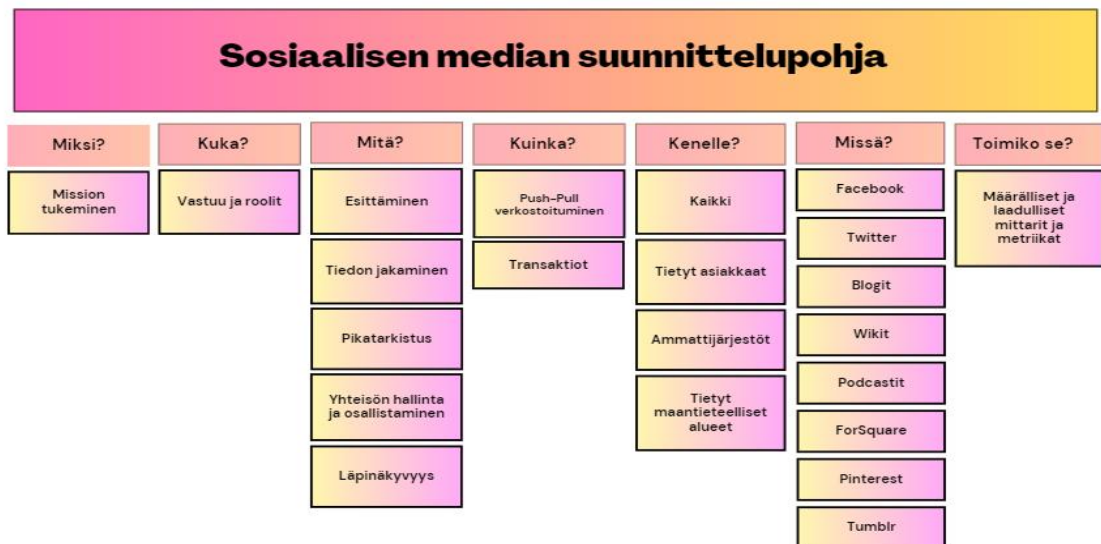 Sosiaalisen median suunnittelupohja
Miksi?
Mission
tukeminen
Kuka?
Vastuu ja roolit
Mitä?
Esittäminen
Tiedon jakaminen
Pikatarkistus
Yhteisön hallinta
ja osallistaminen
Läpinäkyvyys
Kuinka?
Push-Pull
verkostoituminen
Transaktiot
Kenelle?
Kaikki
Tietyt asiakkaat
Ammattijärjestöt
Tietyt
maantieteelliset
alueet
Missä?
Facebook
Twitter
Blogit
Wikit
Podcastit
ForSquare
Pinterest
Tumblr
Toimiko se?
Määrälliset ja
laadulliset
mittarit ja
metriikat